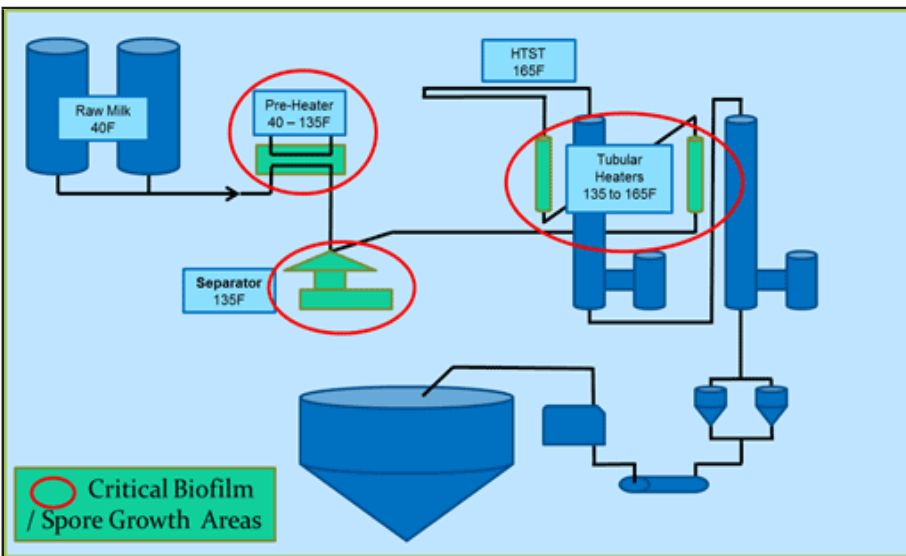 HTST
165F
Raw Milk
40F
Pre-Heater
40 – 135F
Tubular
Heaters
135 to 165F
Separator
135F
Critical Biofilm
/ Spore Growth Areas